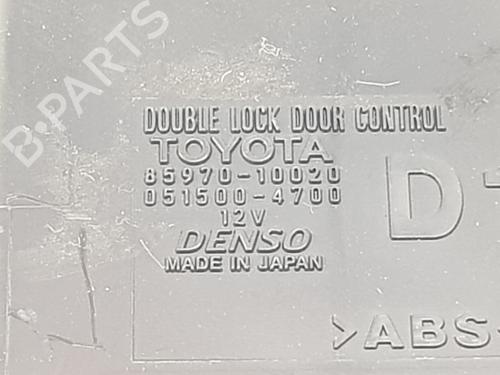 B-PARTS
DOUBLE LOCK DOOR CONTROL
TOYOTA
85970-10020
051500-4700
12V
DENSO
MADE IN JAPAN
D
>ABS<